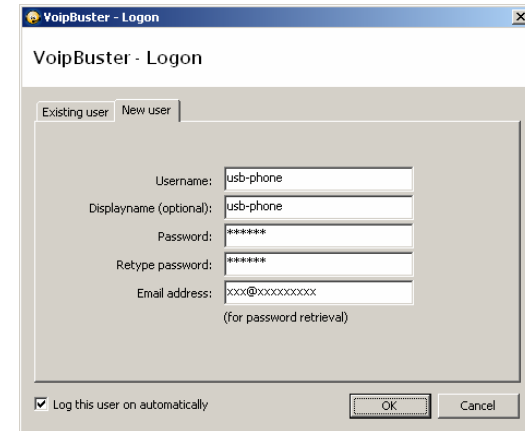 VoipBuster - Logon
VoipBuster - Logon
Existing user New user
Username: usb-phone
Displayname (optional): usb-phone
Password: ******
Retype password: ******
Email address: xxx@xxxxxxxxx
(for password retrieval)
Log this user on automatically OK Cancel